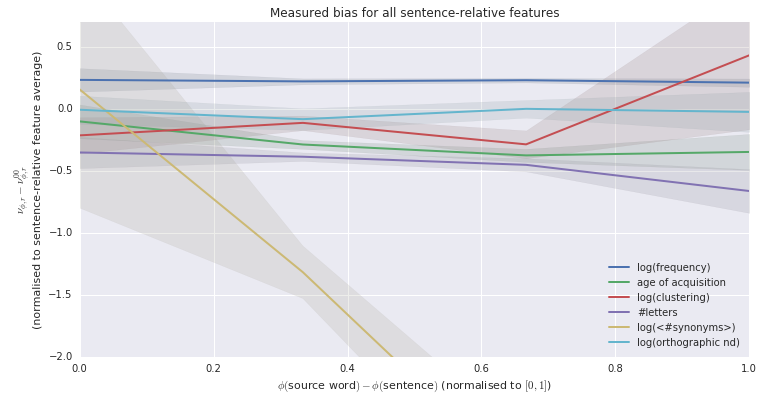 Measured bias for all sentence-relative features
0.5
0.0
−0.5
−1.0
−1.5
−2.0
ν_{ϕ,r} − ν_{ϕ,r}^{00}
(normalised to sentence-relative feature average)
log(frequency)
age of acquisition
log(clustering)
#letters
log(<#synonyms>)
log(orthographic nd)
0.0 0.2 0.4 0.6 0.8 1.0
ϕ(source word) − ϕ(sentence) (normalised to [0, 1])